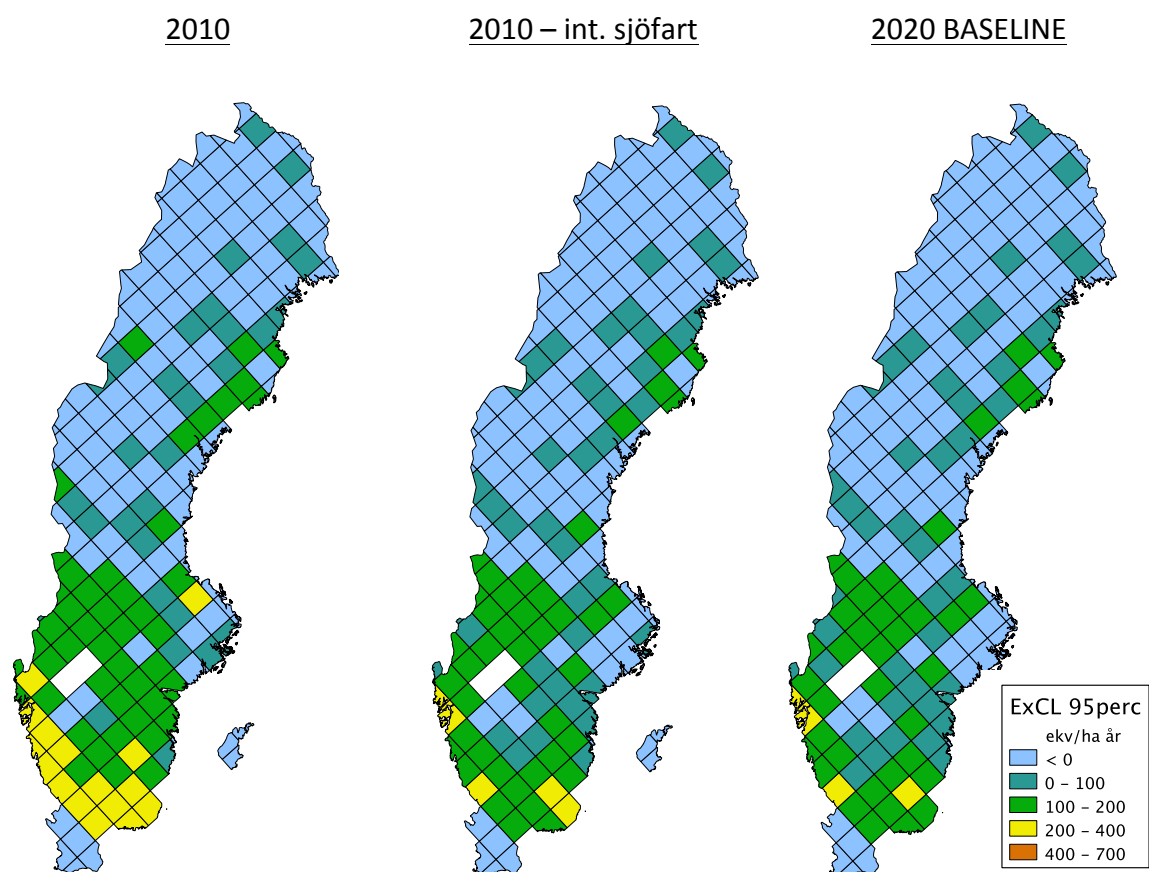 2010
2010 – int. sjöfart
2020 BASELINE
ExCL 95perc
ekv/ha år
< 0
0 – 100
100 – 200
200 – 400
400 – 700